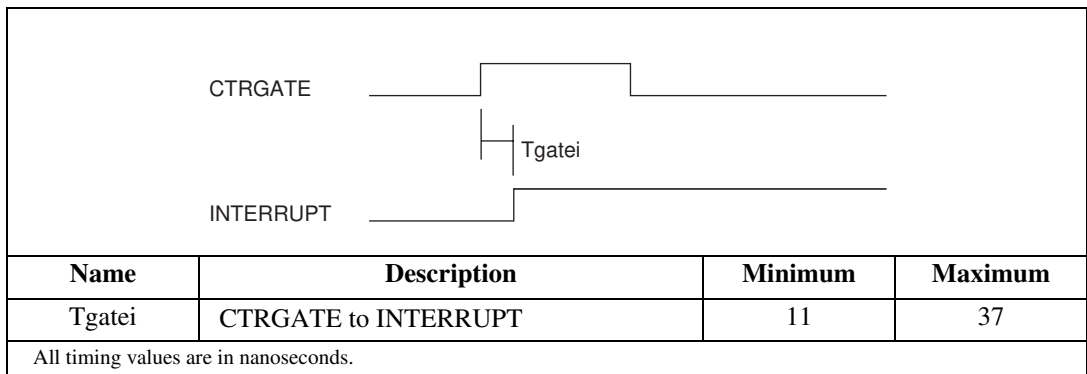 CTRGATE
Tgatei
INTERRUPT
Name Description Minimum Maximum
Tgatei CTRGATE to INTERRUPT 11 37
All timing values are in nanoseconds.